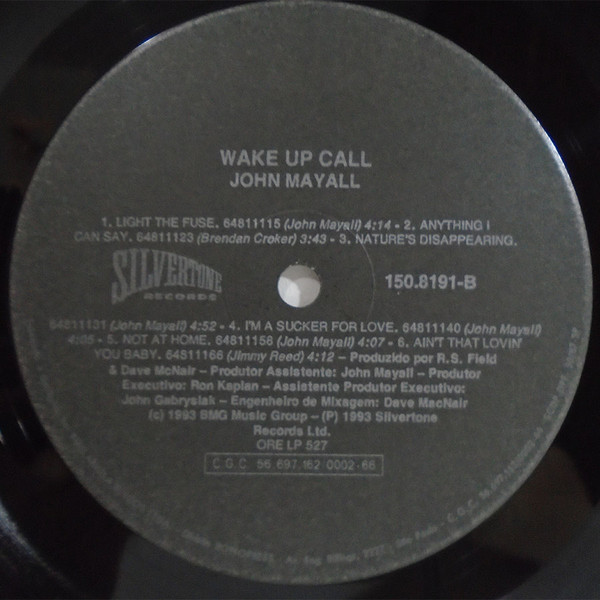 WAKE UP CALL
JOHN MAYALL
1. LIGHT THE FUSE. 64811115 (John Mayall) 4:14 - 2. ANYTHING I
CAN SAY. 64811123 (Brendan Croker) 3:43 - 3. NATURE'S DISAPPEARING.
SILVERTONE
RECORDS
150.8191-B
64811131 (John Mayall) 4:52 - 4. I'M A SUCKER FOR LOVE. 64811140 (John Mayall)
4:05 - 5. NOT AT HOME. 64811158 (John Mayall) 4:07 - 6. AIN'T THAT LOVIN'
YOU BABY. 64811166 (Jimmy Reed) 4:12 – Produzido por R.S. Field
& Dave McNair – Produtor Assistente: John Mayall – Produtor
Executivo: Ron Kaplan – Assistente Produtor Executivo:
John Gabrysiak – Engenheiro de Mixagem: Dave MacNair
(c) 1993 BMG Music Group – (P) 1993 Silvertone
Records Ltd.
ORE LP 527
C.G.C. 56.697.162/0002-66